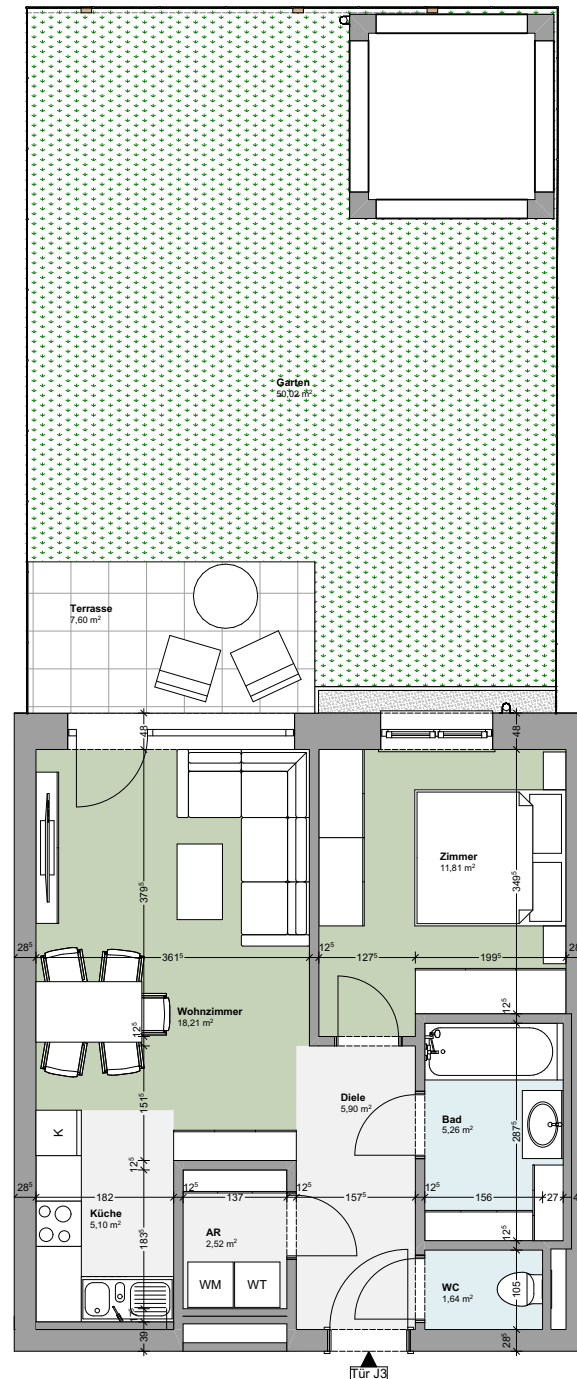 Garten
50,02 m²
Terrasse
7,60 m²
48
48
Zimmer
11,81 m²
379⁵
349⁵
28⁵
361⁵
12⁵
127⁵
199⁵
28
Wohnzimmer
18,21 m²
12⁵
12⁵
Diele
5,90 m²
Bad
5,26 m²
151⁵
287⁵
K
12⁵
28⁵
182
12⁵
137
12⁵
157⁵
12⁵
156
27
4
Küche
5,10 m²
183⁵
AR
2,52 m²
12⁵
WM
WT
WC
1,64 m²
105
39
28⁵
Tür J3